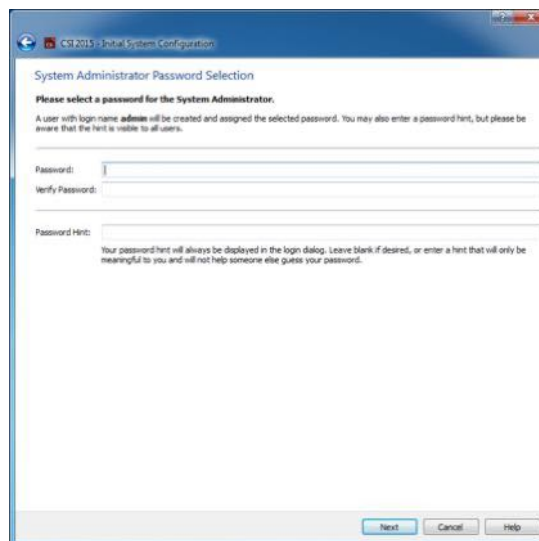 CSI 2015 - Initial System Configuration
System Administrator Password Selection
Please select a password for the System Administrator.
A user with login name admin will be created and assigned the selected password. You may also enter a password hint, but please be
aware that the hint is visible to all users.
Password:
Verify Password:
Password Hint:
Your password hint will always be displayed in the login dialog. Leave blank if desired, or enter a hint that will only be
meaningful to you and will not help someone else guess your password.
Next Cancel Help